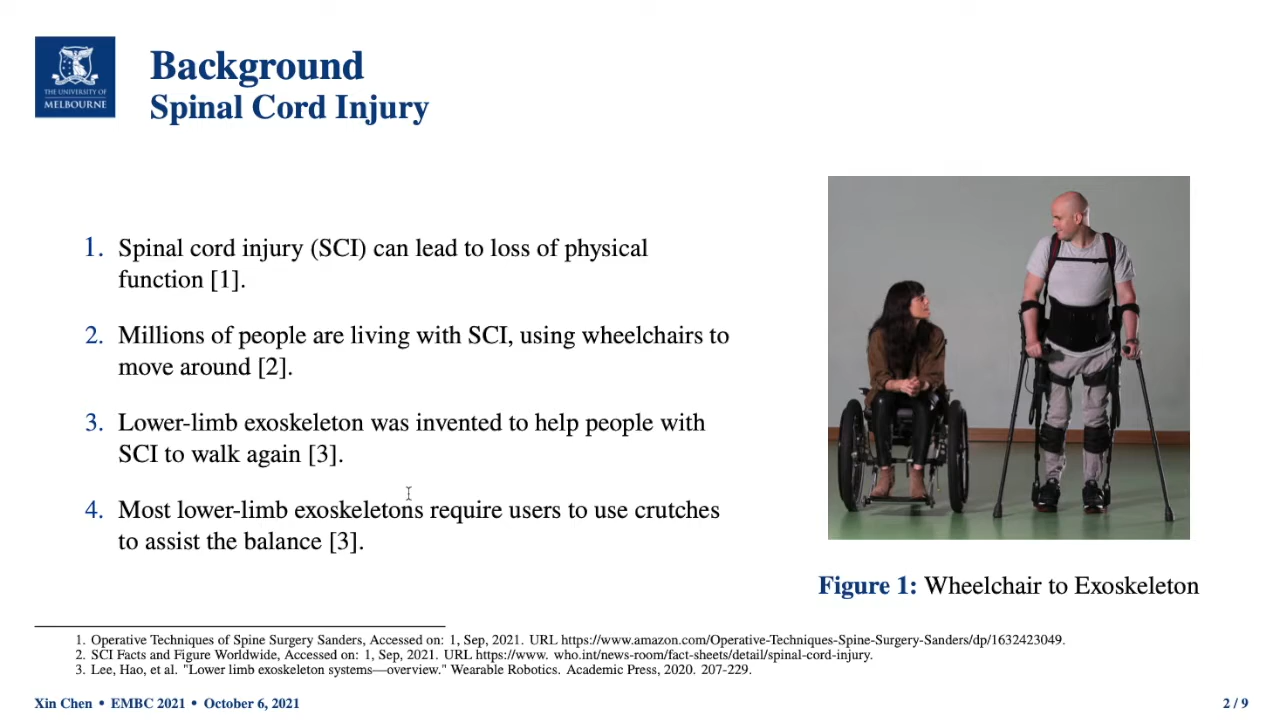 THE UNIVERSITY OF
MELBOURNE
Background
Spinal Cord Injury
1. Spinal cord injury (SCI) can lead to loss of physical
function [1].
2. Millions of people are living with SCI, using wheelchairs to
move around [2].
3. Lower-limb exoskeleton was invented to help people with
SCI to walk again [3].
4. Most lower-limb exoskeletons require users to use crutches
to assist the balance [3].
Figure 1: Wheelchair to Exoskeleton
1. Operative Techniques of Spine Surgery Sanders, Accessed on: 1, Sep, 2021. URL https://www.amazon.com/Operative-Techniques-Spine-Surgery-Sanders/dp/1632423049.
2. SCI Facts and Figure Worldwide, Accessed on: 1, Sep, 2021. URL https://www. who.int/news-room/fact-sheets/detail/spinal-cord-injury.
3. Lee, Hao, et al. "Lower limb exoskeleton systems—overview." Wearable Robotics. Academic Press, 2020. 207-229.
Xin Chen • EMBC 2021 • October 6, 2021
2 / 9